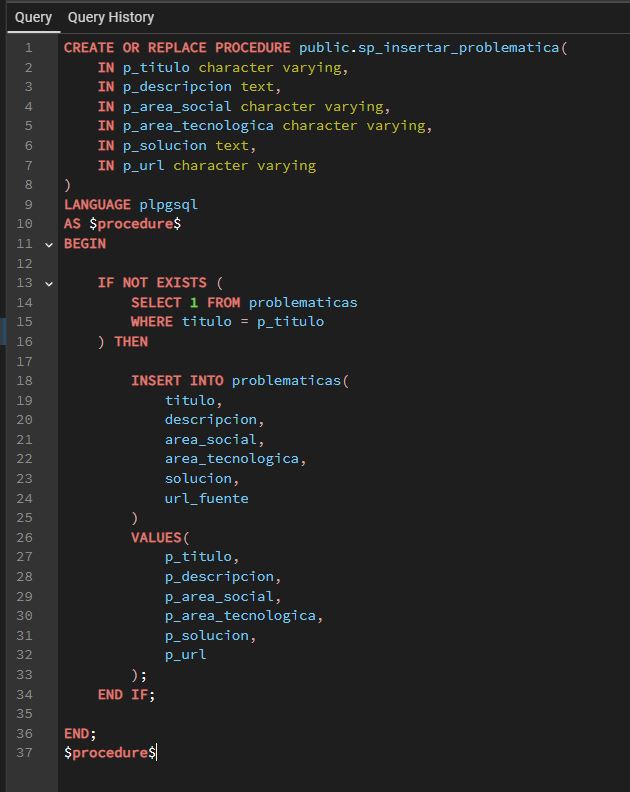 Query Query History
1 CREATE OR REPLACE PROCEDURE public.sp_insertar_problematica(
2 IN p_titulo character varying,
3 IN p_descripcion text,
4 IN p_area_social character varying,
5 IN p_area_tecnologica character varying,
6 IN p_solucion text,
7 IN p_url character varying
8 )
9 LANGUAGE plpgsql
10 AS $procedure$
11 BEGIN
12
13 IF NOT EXISTS (
14 SELECT 1 FROM problematicas
15 WHERE titulo = p_titulo
16 ) THEN
17
18 INSERT INTO problematicas(
19 titulo,
20 descripcion,
21 area_social,
22 area_tecnologica,
23 solucion,
24 url_fuente
25 )
26 VALUES(
27 p_titulo,
28 p_descripcion,
29 p_area_social,
30 p_area_tecnologica,
31 p_solucion,
32 p_url
33 );
34 END IF;
35
36 END;
37 $procedure$